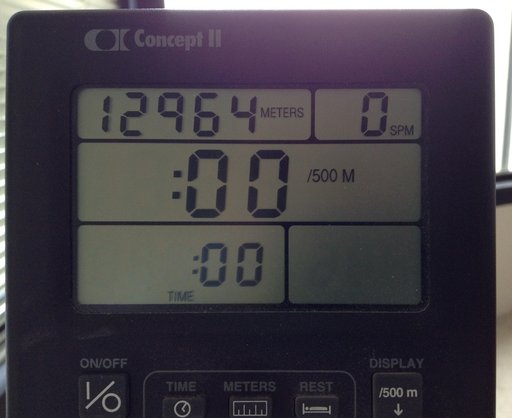 Concept II
12964 METERS 0 SPM
:00 /500 M
:00
TIME
ON/OFF DISPLAY
TIME METERS REST
/500 m